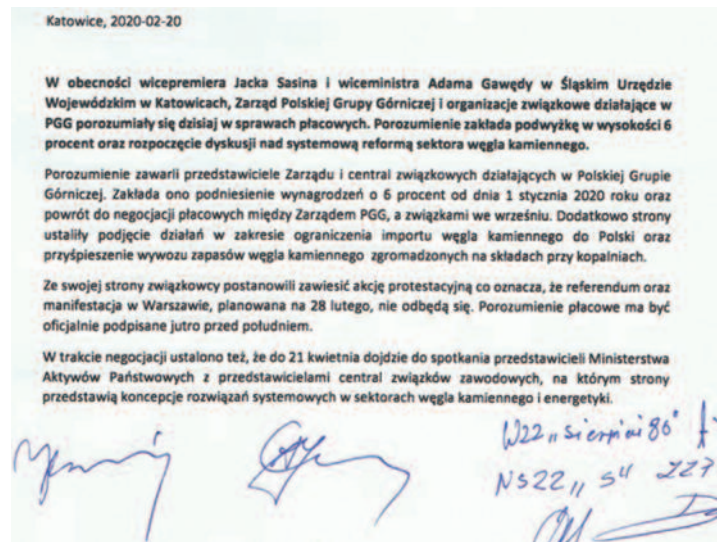 Katowice, 2020-02-20
W obecności wicepremiera Jacka Sasina i wiceministra Adama Gawędy w Śląskim Urzędzie
Wojewódzkim w Katowicach, Zarząd Polskiej Grupy Górniczej i organizacje związkowe działające w
PGG porozumiały się dzisiaj w sprawach płacowych. Porozumienie zakłada podwyżkę w wysokości 6
procent oraz rozpoczęcie dyskusji nad systemową reformą sektora węgla kamiennego.
Porozumienie zawarli przedstawiciele Zarządu i central związkowych działających w Polskiej Grupie
Górniczej. Zakłada ono podniesienie wynagrodzeń o 6 procent od dnia 1 stycznia 2020 roku oraz
powrót do negocjacji płacowych między Zarządem PGG, a związkami we wrześniu. Dodatkowo strony
ustaliły podjęcie działań w zakresie ograniczenia importu węgla kamiennego do Polski oraz
przyśpieszenie wywozu zapasów węgla kamiennego zgromadzonych na składach przy kopalniach.
Ze swojej strony związkowcy postanowili zawiesić akcję protestacyjną co oznacza, że referendum oraz
manifestacja w Warszawie, planowana na 28 lutego, nie odbędą się. Porozumienie płacowe ma być
oficjalnie podpisane jutro przed południem.
W trakcie negocjacji ustalono też, że do 21 kwietnia dojdzie do spotkania przedstawicieli Ministerstwa
Aktywów Państwowych z przedstawicielami central związków zawodowych, na którym strony
przedstawią koncepcje rozwiązań systemowych w sektorach węgla kamiennego i energetyki.
WZZ „Sierpień 80"
NSZZ „S"